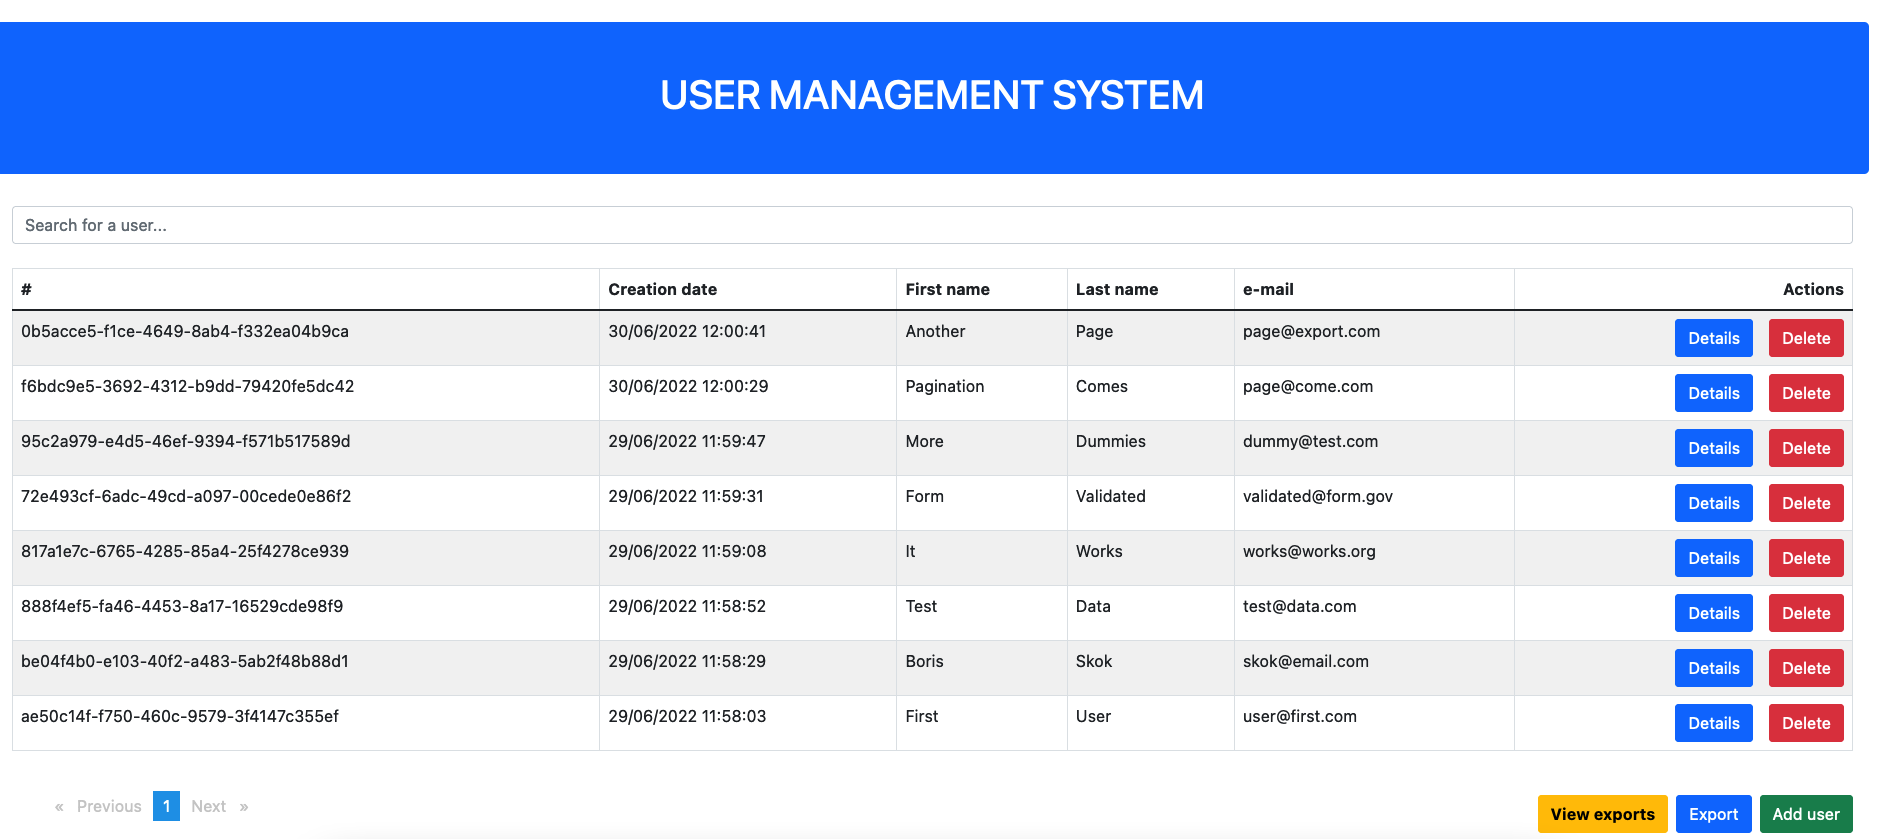 USER MANAGEMENT SYSTEM
Search for a user...
# Creation date First name Last name e-mail Actions
0b5acce5-f1ce-4649-8ab4-f332ea04b9ca 30/06/2022 12:00:41 Another Page page@export.com Details Delete
f6bdc9e5-3692-4312-b9dd-79420fe5dc42 30/06/2022 12:00:29 Pagination Comes page@come.com Details Delete
95c2a979-e4d5-46ef-9394-f571b517589d 29/06/2022 11:59:47 More Dummies dummy@test.com Details Delete
72e493cf-6adc-49cd-a097-00cede0e86f2 29/06/2022 11:59:31 Form Validated validated@form.gov Details Delete
817a1e7c-6765-4285-85a4-25f4278ce939 29/06/2022 11:59:08 It Works works@works.org Details Delete
888f4ef5-fa46-4453-8a17-16529cde98f9 29/06/2022 11:58:52 Test Data test@data.com Details Delete
be04f4b0-e103-40f2-a483-5ab2f48b88d1 29/06/2022 11:58:29 Boris Skok skok@email.com Details Delete
ae50c14f-f750-460c-9579-3f4147c355ef 29/06/2022 11:58:03 First User user@first.com Details Delete
« Previous 1 Next » View exports Export Add user